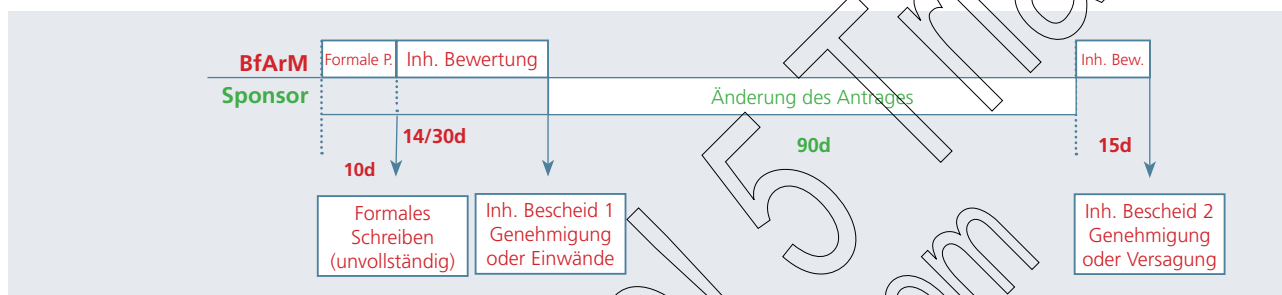 BfArM
Formale P.
Inh. Bewertung
Inh. Bew.
Sponsor
Änderung des Antrages
14/30d
90d
15d
10d
Formales
Schreiben
(unvollständig)
Inh. Bescheid 1
Genehmigung
oder Einwände
Inh. Bescheid 2
Genehmigung
oder Versagung